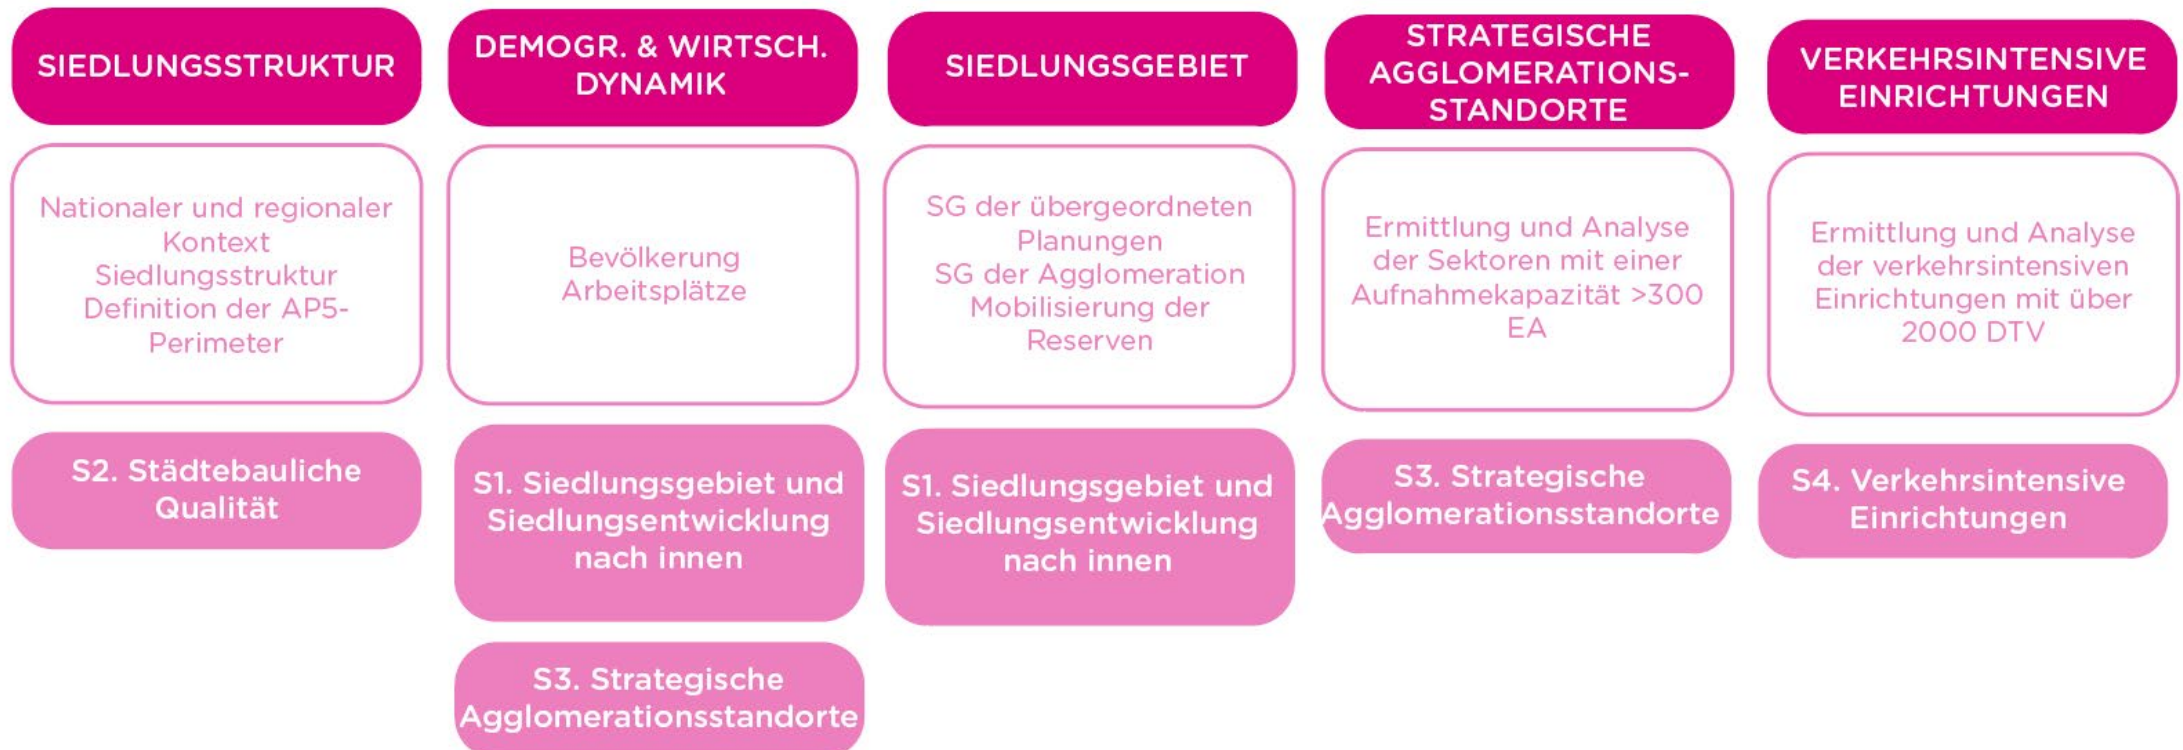 SIEDLUNGSSTRUKTUR
Nationaler und regionaler
Kontext
Siedlungsstruktur
Definition der AP5-
Perimeter
S2. Städtebauliche
Qualität
DEMOGR. & WIRTSCH.
DYNAMIK
Bevölkerung
Arbeitsplätze
S1. Siedlungsgebiet und
Siedlungsentwicklung
nach innen
S3. Strategische
Agglomerationsstandorte
SIEDLUNGSGEBIET
SG der übergeordneten
Planungen
SG der Agglomeration
Mobilisierung der
Reserven
S1. Siedlungsgebiet und
Siedlungsentwicklung
nach innen
STRATEGISCHE
AGGLOMERATIONS-
STANDORTE
Ermittlung und Analyse
der Sektoren mit einer
Aufnahmekapazität >300
EA
S3. Strategische
Agglomerationsstandorte
VERKEHRSINTENSIVE
EINRICHTUNGEN
Ermittlung und Analyse
der verkehrsintensiven
Einrichtungen mit über
2000 DTV
S4. Verkehrsintensive
Einrichtungen